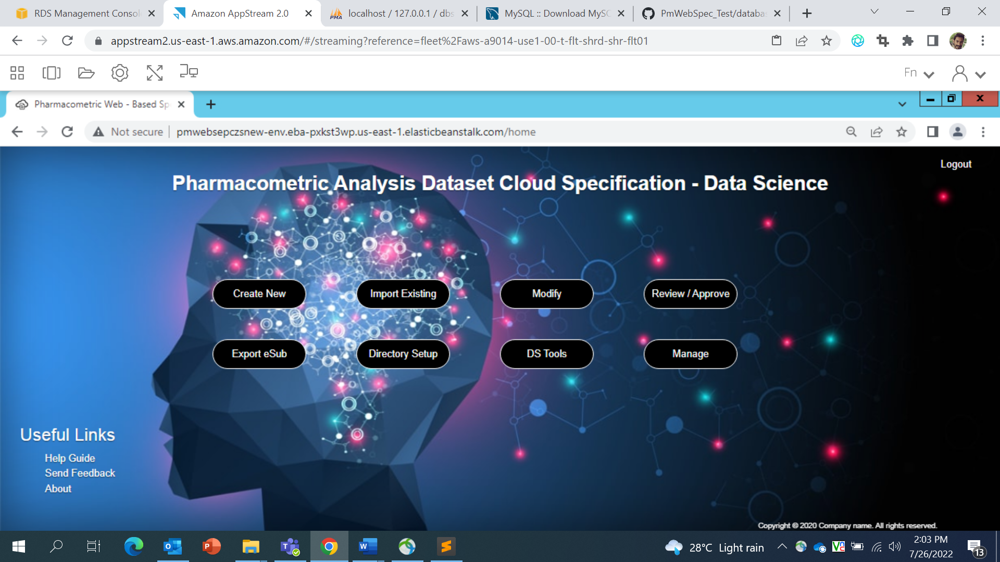 RDS Management Consol
Amazon AppStream 2.0
localhost / 127.0.0.1 / dbs
MySQL :: Download MySQ
PmWebSpec_Test/databas
appstream2.us-east-1.aws.amazon.com/#/streaming?reference=fleet%2Faws-a9014-use1-00-t-flt-shrd-shr-flt01
Fn
Pharmacometric Web - Based Sp
Not secure
pmwebsepczsnew-env.eba-pxkst3wp.us-east-1.elasticbeanstalk.com/home
Logout
Pharmacometric Analysis Dataset Cloud Specification - Data Science
Create New
Import Existing
Modify
Review / Approve
Export eSub
Directory Setup
DS Tools
Manage
Useful Links
Help Guide
Send Feedback
About
Copyright © 2020 Company name. All rights reserved.
28°C Light rain
2:03 PM
7/26/2022
13